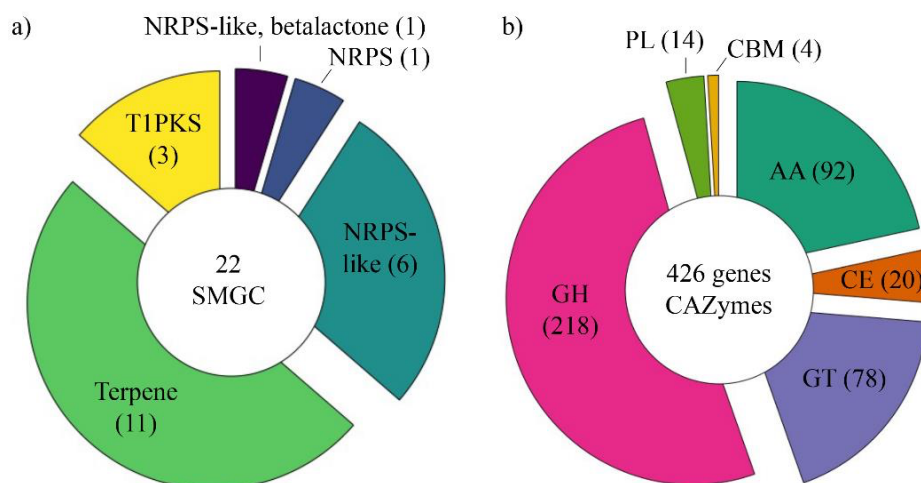 a)
NRPS-like, betalactone (1)
NRPS (1)
T1PKS
(3)
NRPS-
like (6)
22
SMGC
Terpene
(11)
b)
PL (14)
CBM (4)
AA (92)
CE (20)
GH
(218)
426 genes
CAZymes
GT (78)